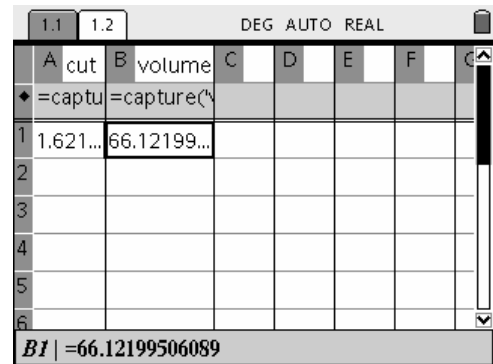 1.1 1.2 DEG AUTO REAL
A cut B volume C D E F G
◆ =captu =capture('v
1 1.621... 66.12199...
2
3
4
5
6
B1 | =66.12199506089